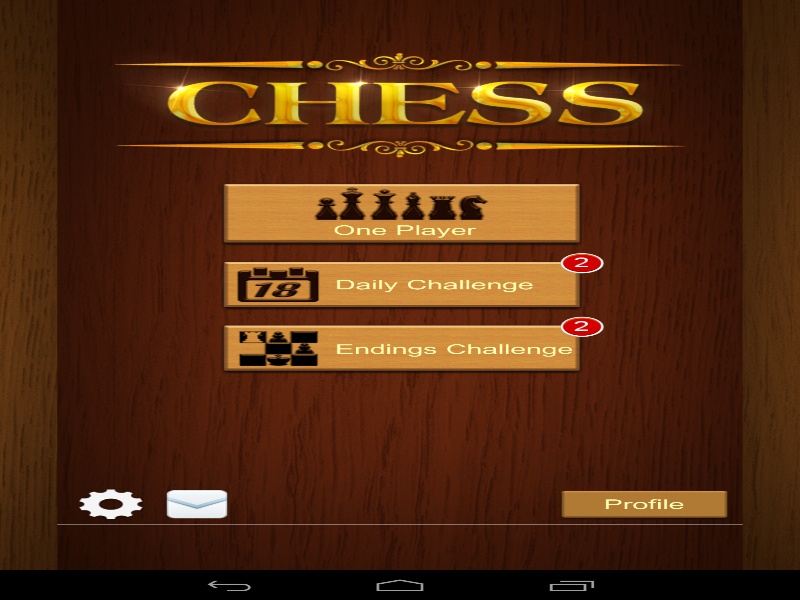 CHESS
One Player
2
18
Daily Challenge
2
Endings Challenge
Profile